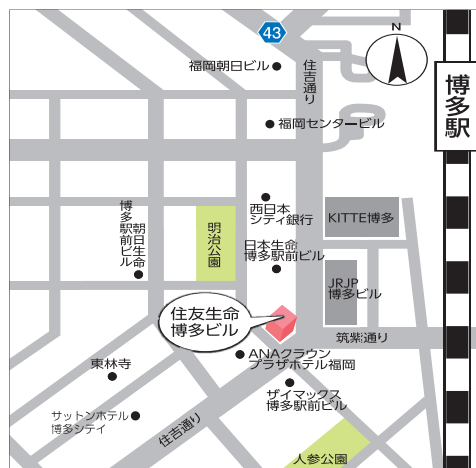 43
N
福岡朝日ビル
住吉通り
博多駅
福岡センタービル
西日本
シティ銀行
KITTE博多
朝日生命
博多駅前ビル
明治公園
日本生命
博多駅前ビル
JRJP
博多ビル
住友生命
博多ビル
筑紫通り
ANAクラウン
プラザホテル福岡
東林寺
ザイマックス
博多駅前ビル
サットンホテル
博多シティ
住吉通り
人参公園